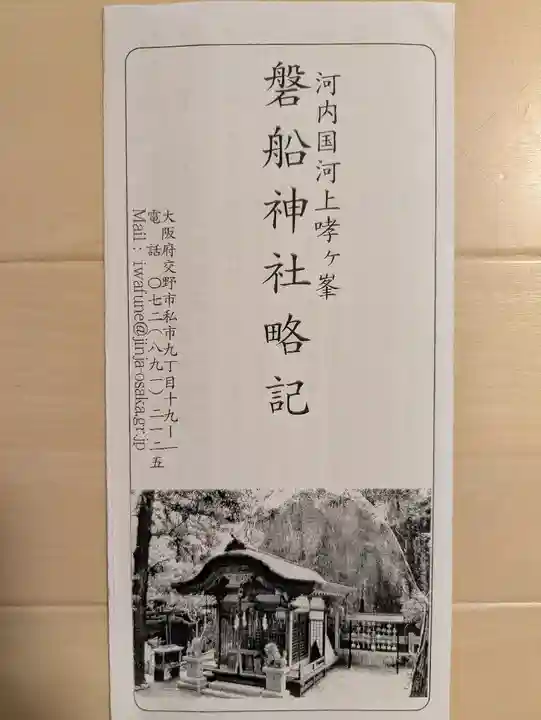 河内国河上哮ヶ峯
磐船神社略記
大阪府交野市私市九丁目十九ー一
電話 〇七二(八九一)二一二五
Mail : iwafune@jinja-osaka.gr.jp